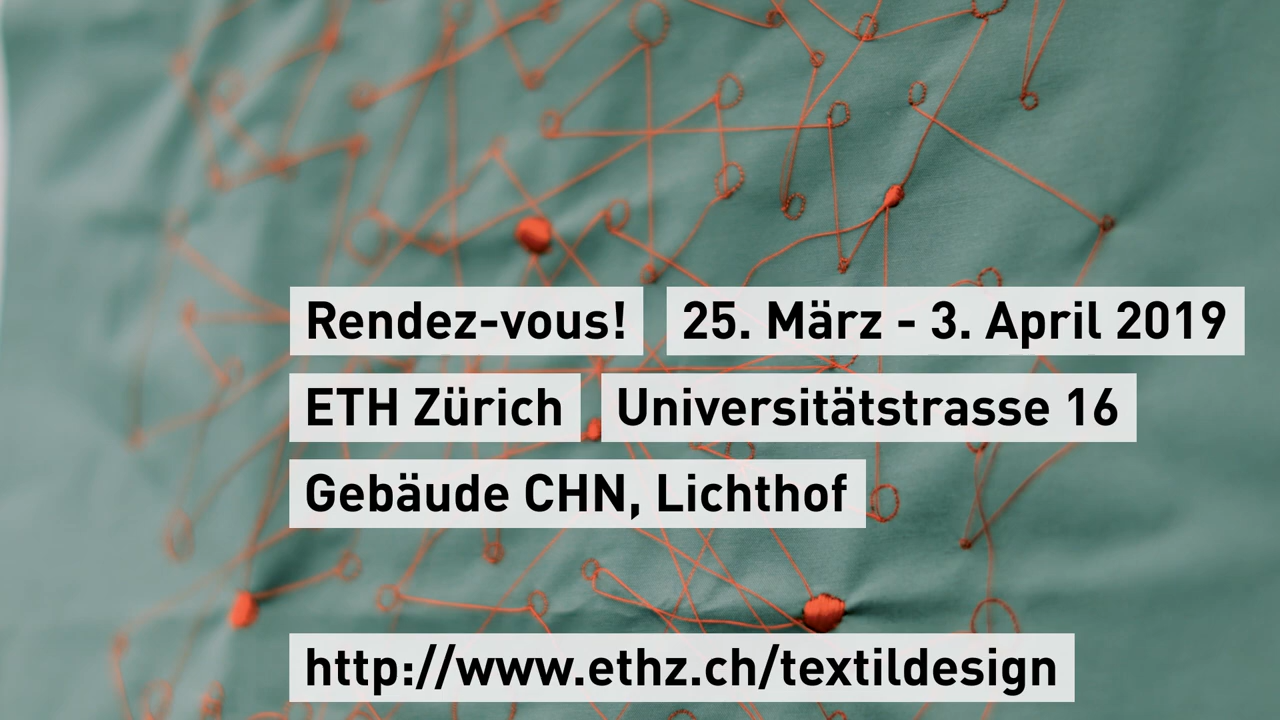 Rendez-vous! 25. März - 3. April 2019
ETH Zürich Universitätstrasse 16
Gebäude CHN, Lichthof
http://www.ethz.ch/textildesign